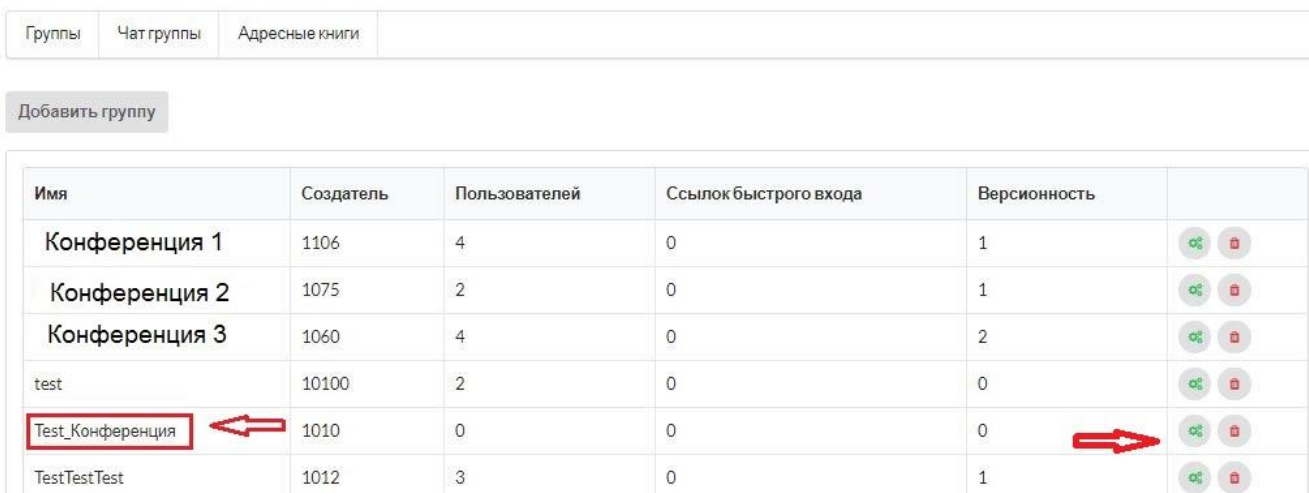 Группы Чат группы Адресные книги
Добавить группу
Имя Создатель Пользователей Ссылок быстрого входа Версионность
Конференция 1 1106 4 0 1
Конференция 2 1075 2 0 1
Конференция 3 1060 4 0 2
test 10100 2 0 0
Test_Конференция 1010 0 0 0
TestTestTest 1012 3 0 1